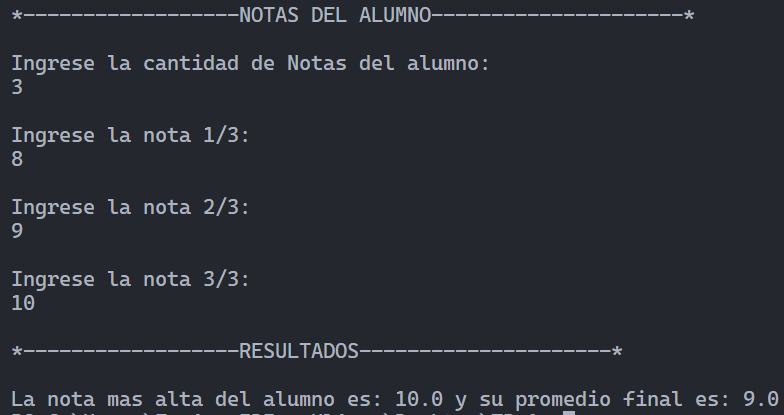 *------------------NOTAS DEL ALUMNO---------------------*
Ingrese la cantidad de Notas del alumno:
3
Ingrese la nota 1/3:
8
Ingrese la nota 2/3:
9
Ingrese la nota 3/3:
10
*------------------RESULTADOS---------------------*
La nota mas alta del alumno es: 10.0 y su promedio final es: 9.0